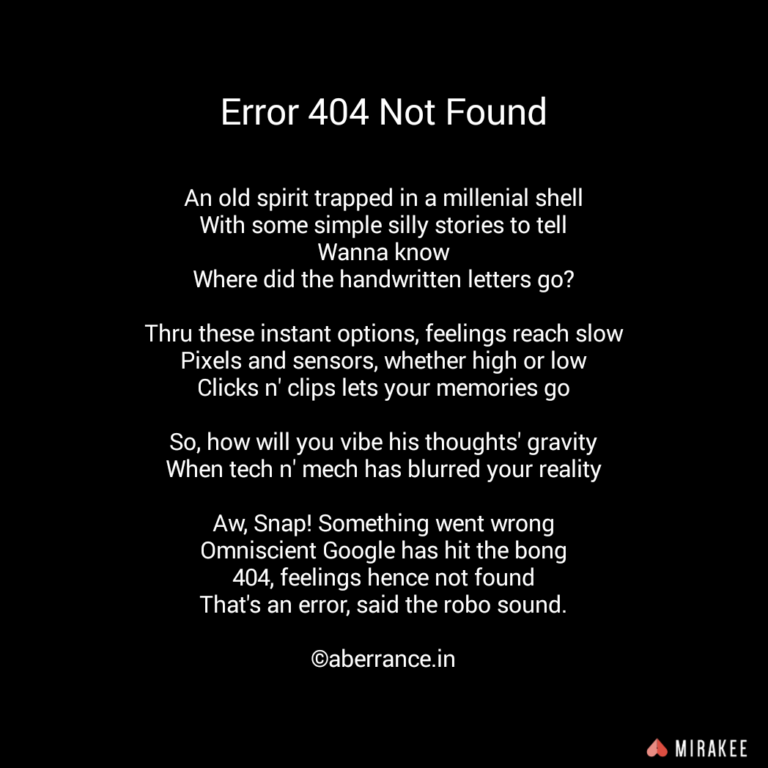 Error 404 Not Found
An old spirit trapped in a millenial shell
With some simple silly stories to tell
Wanna know
Where did the handwritten letters go?
Thru these instant options, feelings reach slow
Pixels and sensors, whether high or low
Clicks n' clips lets your memories go
So, how will you vibe his thoughts' gravity
When tech n' mech has blurred your reality
Aw, Snap! Something went wrong
Omniscient Google has hit the bong
404, feelings hence not found
That's an error, said the robo sound.
©aberrance.in
MIRAKEE